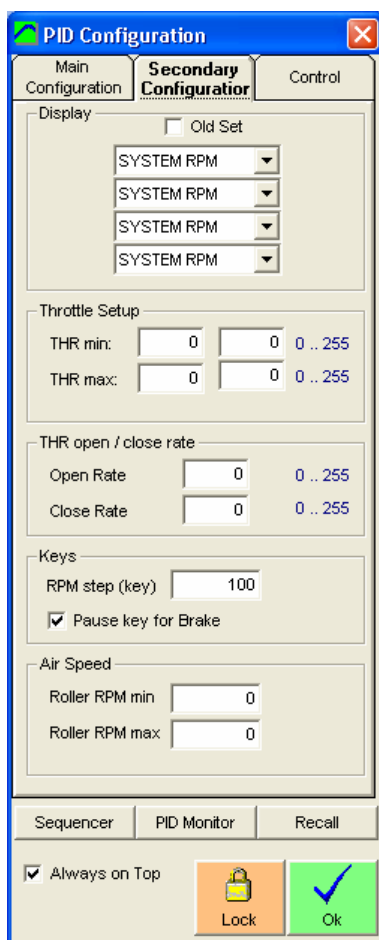 PID Configuration
Main
Configuration
Secondary
Configuration
Control
Display
Old Set
SYSTEM RPM
SYSTEM RPM
SYSTEM RPM
SYSTEM RPM
Throttle Setup
THR min: 0 0 0 .. 255
THR max: 0 0 0 .. 255
THR open / close rate
Open Rate 0 0 .. 255
Close Rate 0 0 .. 255
Keys
RPM step (key) 100
Pause key for Brake
Air Speed
Roller RPM min 0
Roller RPM max 0
Sequencer PID Monitor Recall
Always on Top
Lock Ok